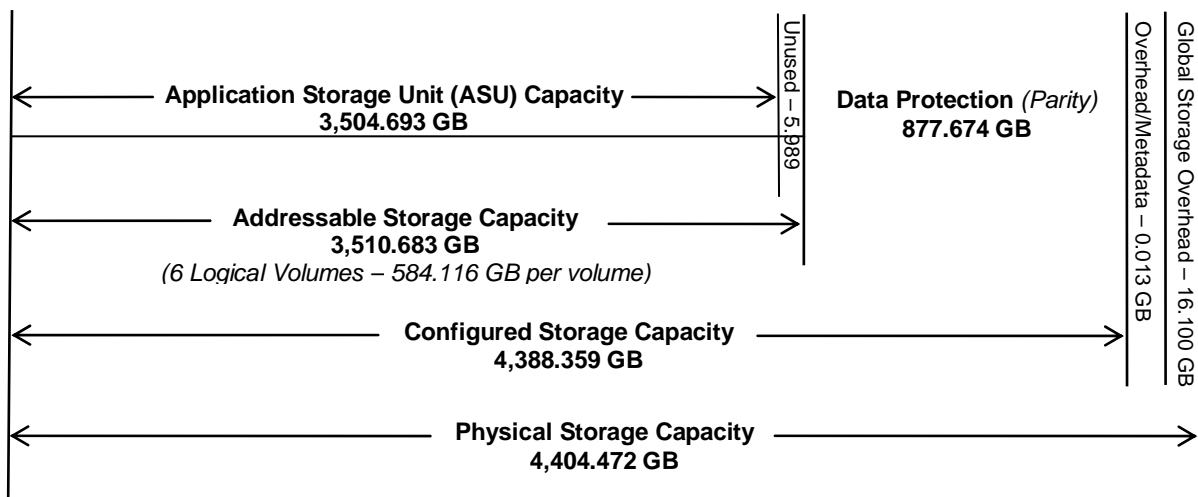 Application Storage Unit (ASU) Capacity
3,504.693 GB
Unused – 5.989
Data Protection (Parity)
877.674 GB
Overhead/Metadata – 0.013 GB
Global Storage Overhead – 16.100 GB
Addressable Storage Capacity
3,510.683 GB
(6 Logical Volumes – 584.116 GB per volume)
Configured Storage Capacity
4,388.359 GB
Physical Storage Capacity
4,404.472 GB